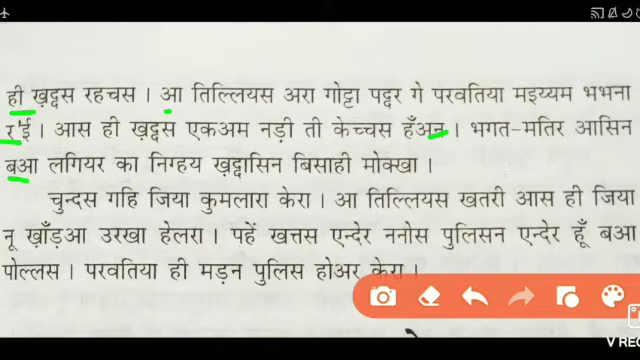 ही ख़द्दस रहचस । आ तिल्लियस अरा गोट्टा पद्दर गे परवतिया मइय्यम भभना
र'ई । आस ही ख़द्दस एकअम नड़ी ती केच्चस हूँअन । भगत-मतिर आसिन
बआ लगियर का निग्हय ख़द्दासिन बिसाही मोक्खा ।
चुन्दस गहि जिया कुमलारा केरा । आ तिल्लियस खतरी आस ही जिया
नू ख़ाँड़आ उरखा हेलरा । पहें खत्तस एन्देर ननोस पुलिसन एन्देर हूँ बआ
पोल्लस । परवतिया ही मड़न पुलिस होअर केरा ।
V REC